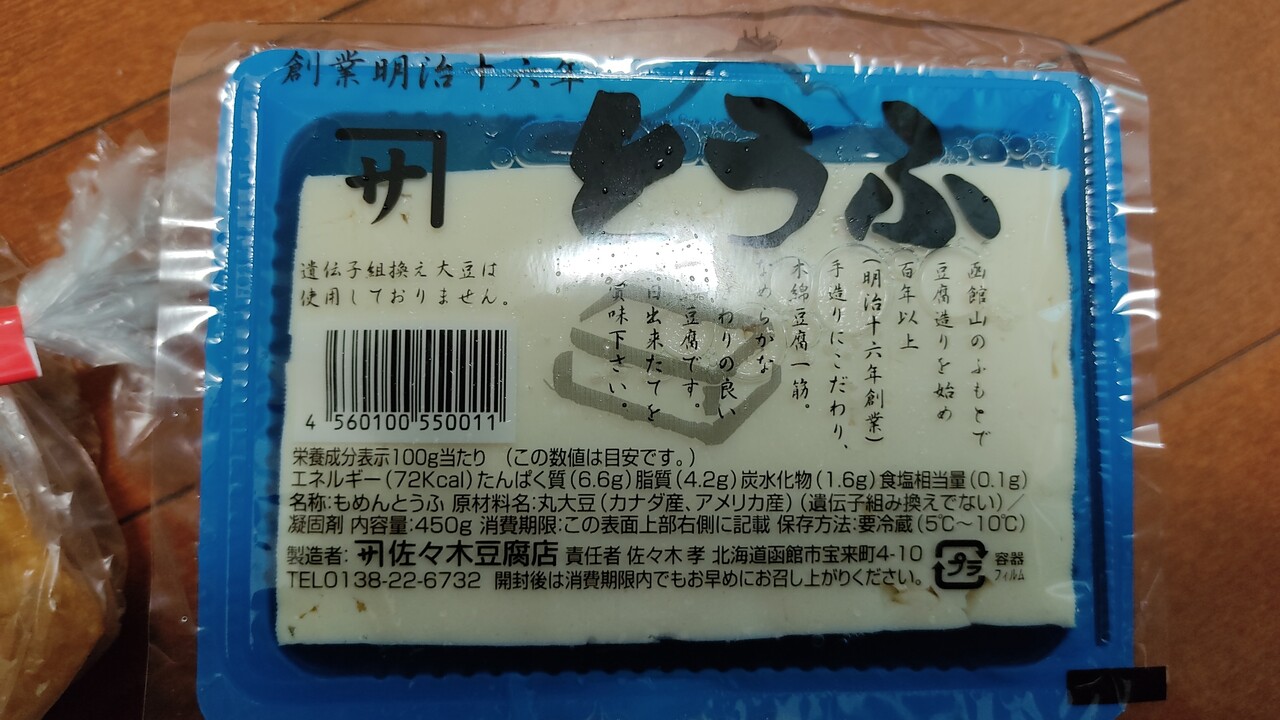 創業明治十六年
サ
とうふ
函館山のふもとで
豆腐造りを始め
百年以上
(明治十六年創業)
手造りにこだわり、
木綿豆腐一筋。
なめらかな
わりの良い
豆腐です。
日出来たてを
賞味下さい。
遺伝子組換え大豆は
使用しておりません。
4 560100 550011
栄養成分表示100g当たり (この数値は目安です。)
エネルギー(72Kcal)たんぱく質(6.6g)脂質(4.2g)炭水化物(1.6g)食塩相当量(0.1g)
名称:もめんとうふ 原材料名:丸大豆(カナダ産、アメリカ産)(遺伝子組み換えでない)/
凝固剤 内容量:450g 消費期限:この表面上部右側に記載 保存方法:要冷蔵(5℃〜10℃)
製造者: サ佐々木豆腐店 責任者 佐々木 孝 北海道函館市宝来町4-10
TEL0138-22-6732 開封後は消費期限内でもお早めにお召し上がりください。
プラ
容器
フィルム